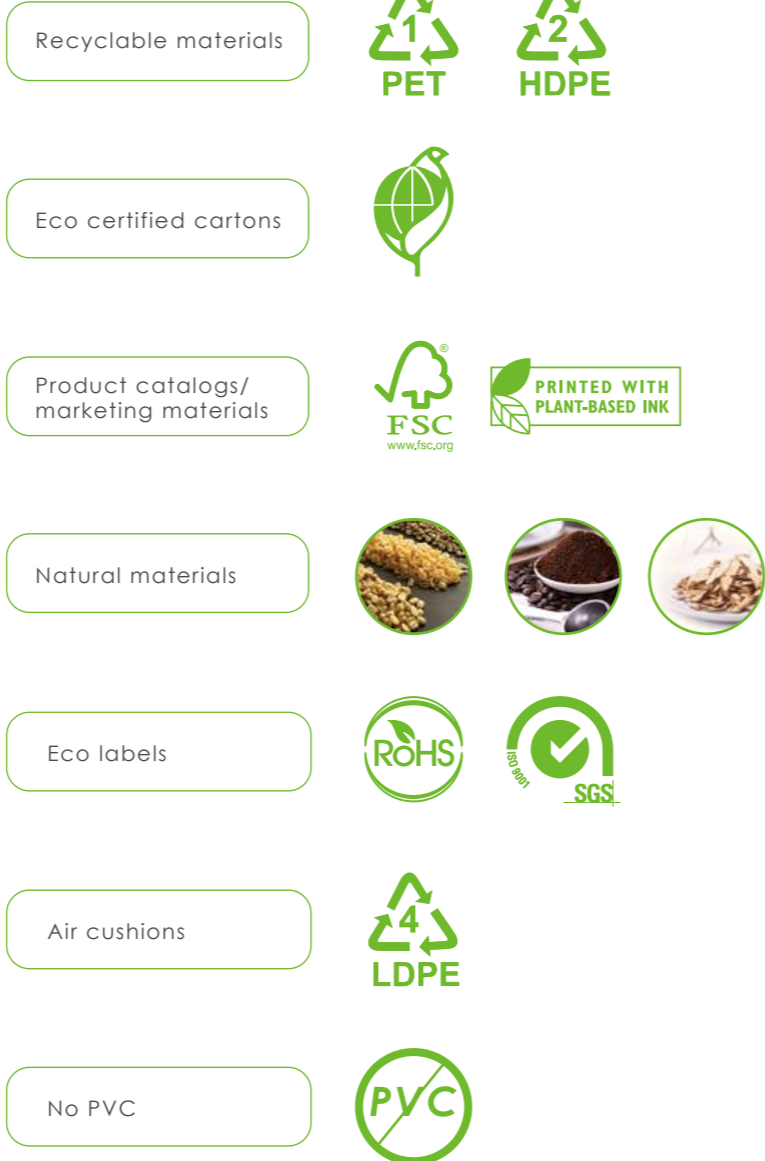 Recyclable materials
1
PET
2
HDPE
Eco certified cartons
Product catalogs/
marketing materials
®
FSC
www.fsc.org
PRINTED WITH
PLANT-BASED INK
Natural materials
Eco labels
RoHS
ISO 9001
SGS
Air cushions
4
LDPE
No PVC
PVC